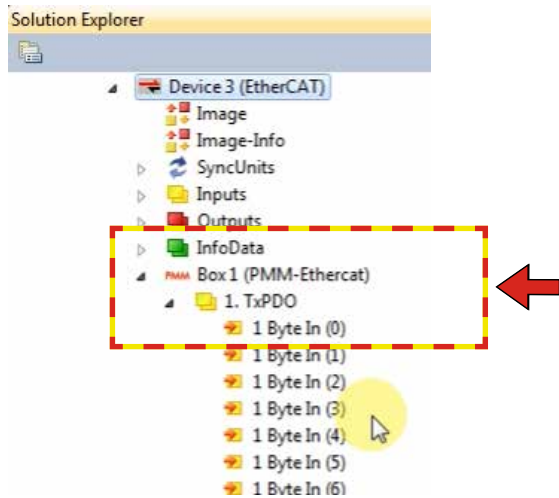 Solution Explorer
Device 3 (EtherCAT)
Image
Image-Info
SyncUnits
Inputs
Outputs
InfoData
PMM Box 1 (PMM-Ethercat)
1. TxPDO
1 Byte In (0)
1 Byte In (1)
1 Byte In (2)
1 Byte In (3)
1 Byte In (4)
1 Byte In (5)
1 Byte In (6)